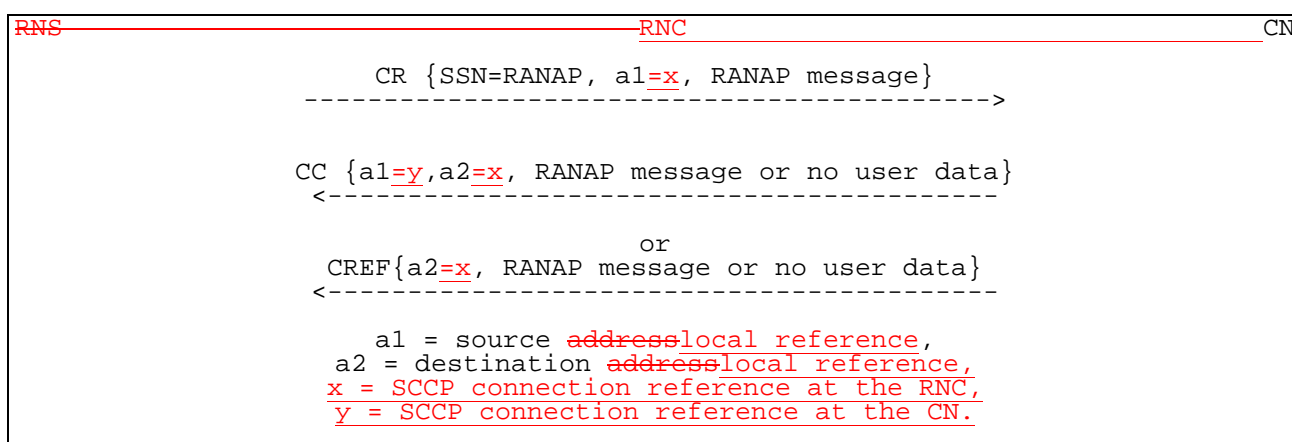 RNS RNC CN
CR {SSN=RANAP, a1=x, RANAP message}
------------------------------------------->
CC {a1=y,a2=x, RANAP message or no user data}
<------------------------------------------
or
CREF{a2=x, RANAP message or no user data}
<------------------------------------------
a1 = source addresslocal reference,
a2 = destination addresslocal reference,
x = SCCP connection reference at the RNC,
y = SCCP connection reference at the CN.